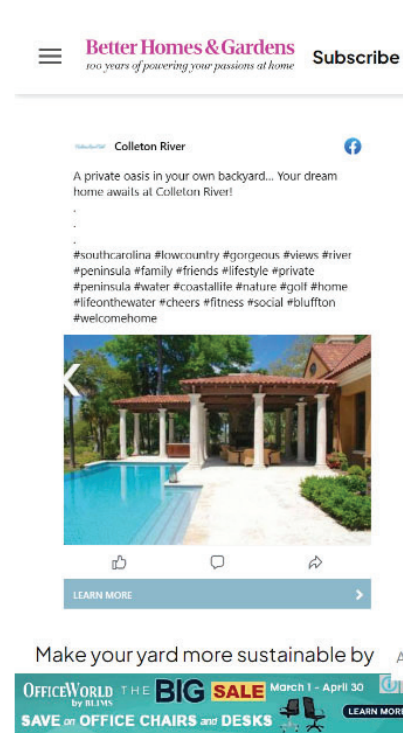 Better Homes & Gardens
100 years of powering your passions at home
Subscribe
Colleton River
A private oasis in your own backyard... Your dream
home awaits at Colleton River!
.
.
.
#southcarolina #lowcountry #gorgeous #views #river
#peninsula #family #friends #lifestyle #private
#peninsula #water #coastallife #nature #golf #home
#lifeonthewater #cheers #fitness #social #bluffton
#welcomehome
LEARN MORE
Make your yard more sustainable by
A
OFFICEWORLD THE BIG SALE March 1 - April 30
by BLIMS
SAVE on OFFICE CHAIRS and DESKS
LEARN MORE